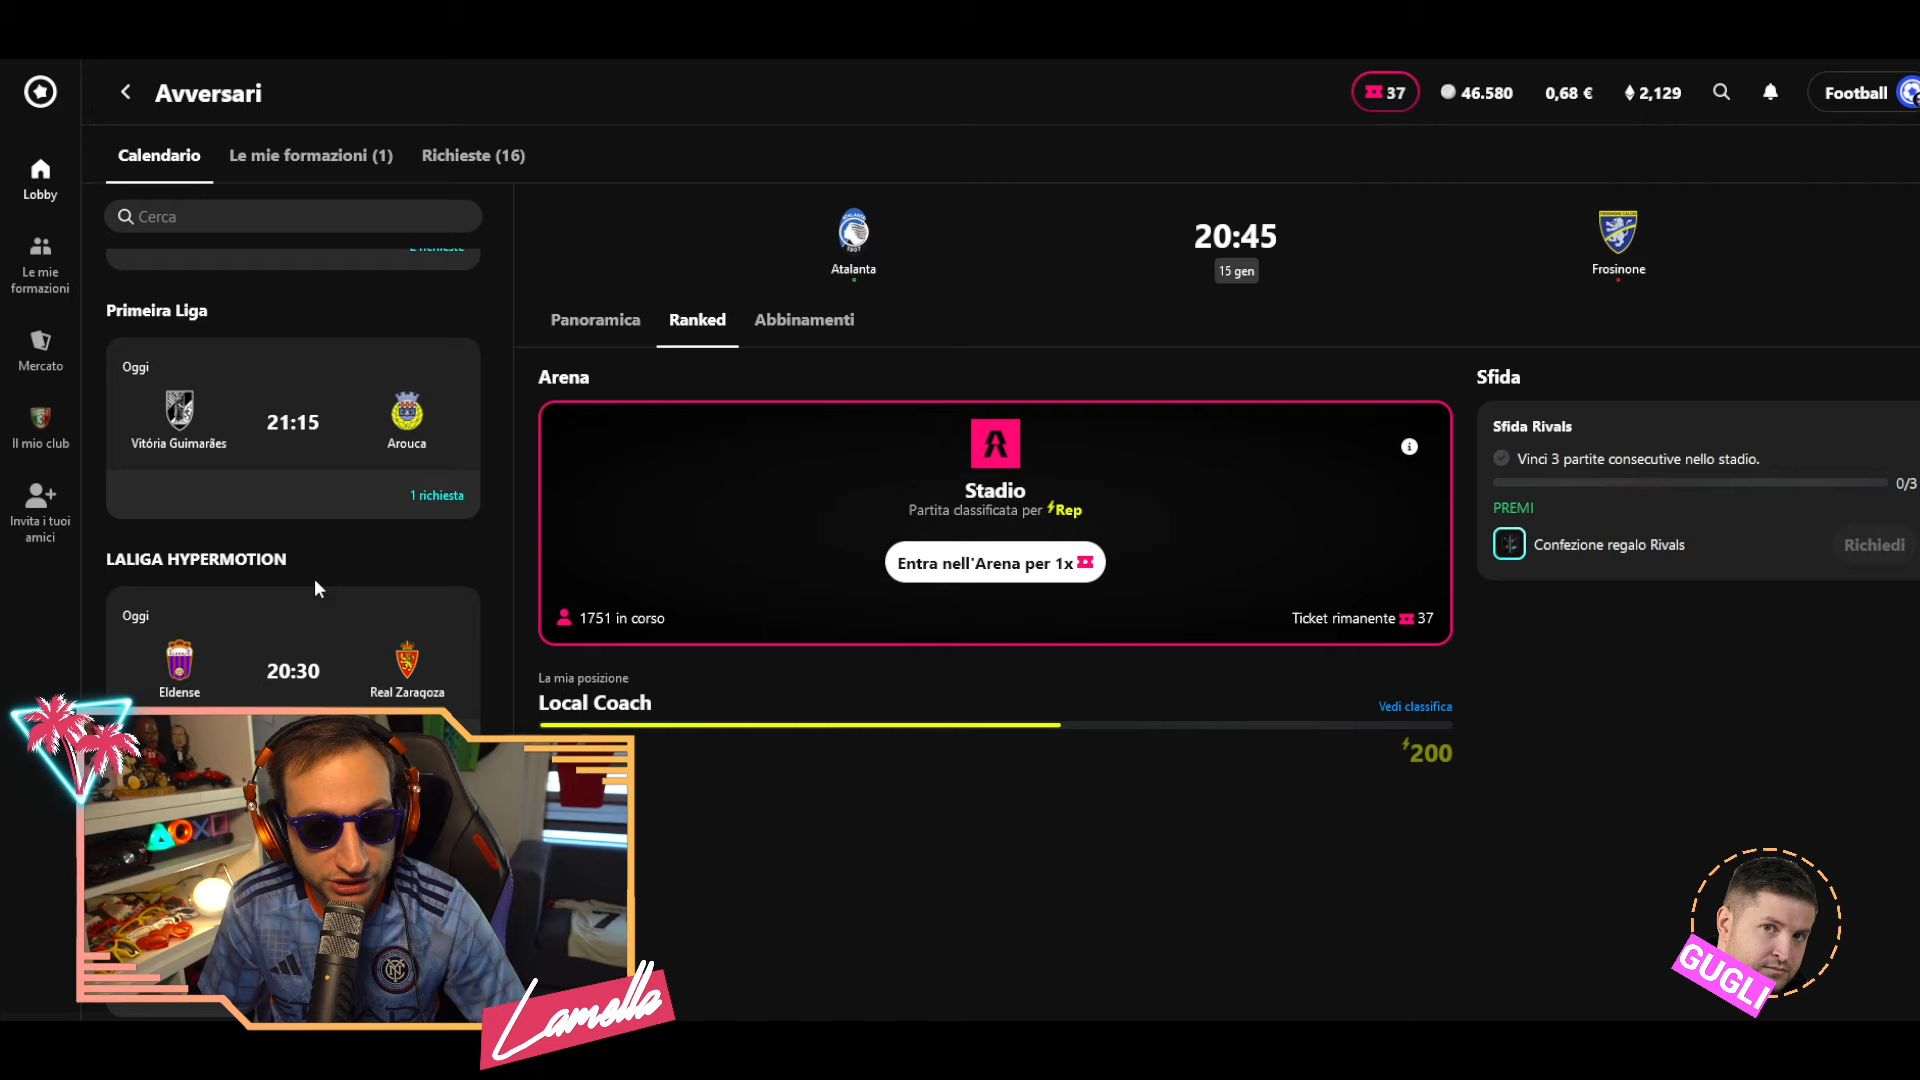 Avversari
37
46.580
0,68 €
2,129
Football
Lobby
Le mie
formazioni
Mercato
Il mio club
Invita i tuoi
amici
Calendario
Le mie formazioni (1)
Richieste (16)
Cerca
2 richieste
Primeira Liga
Oggi
Vitória Guimarães
21:15
Arouca
1 richiesta
LALIGA HYPERMOTION
Oggi
Eldense
20:30
Real Zaragoza
Atalanta
20:45
15 gen
Frosinone
Panoramica
Ranked
Abbinamenti
Arena
Stadio
Partita classificata per Rep
Entra nell'Arena per 1x
1751 in corso
Ticket rimanente 37
La mia posizione
Local Coach
Vedi classifica
200
Sfida
Sfida Rivals
Vinci 3 partite consecutive nello stadio.
0/3
PREMI
Confezione regalo Rivals
Richiedi
Lamella
GUGLI